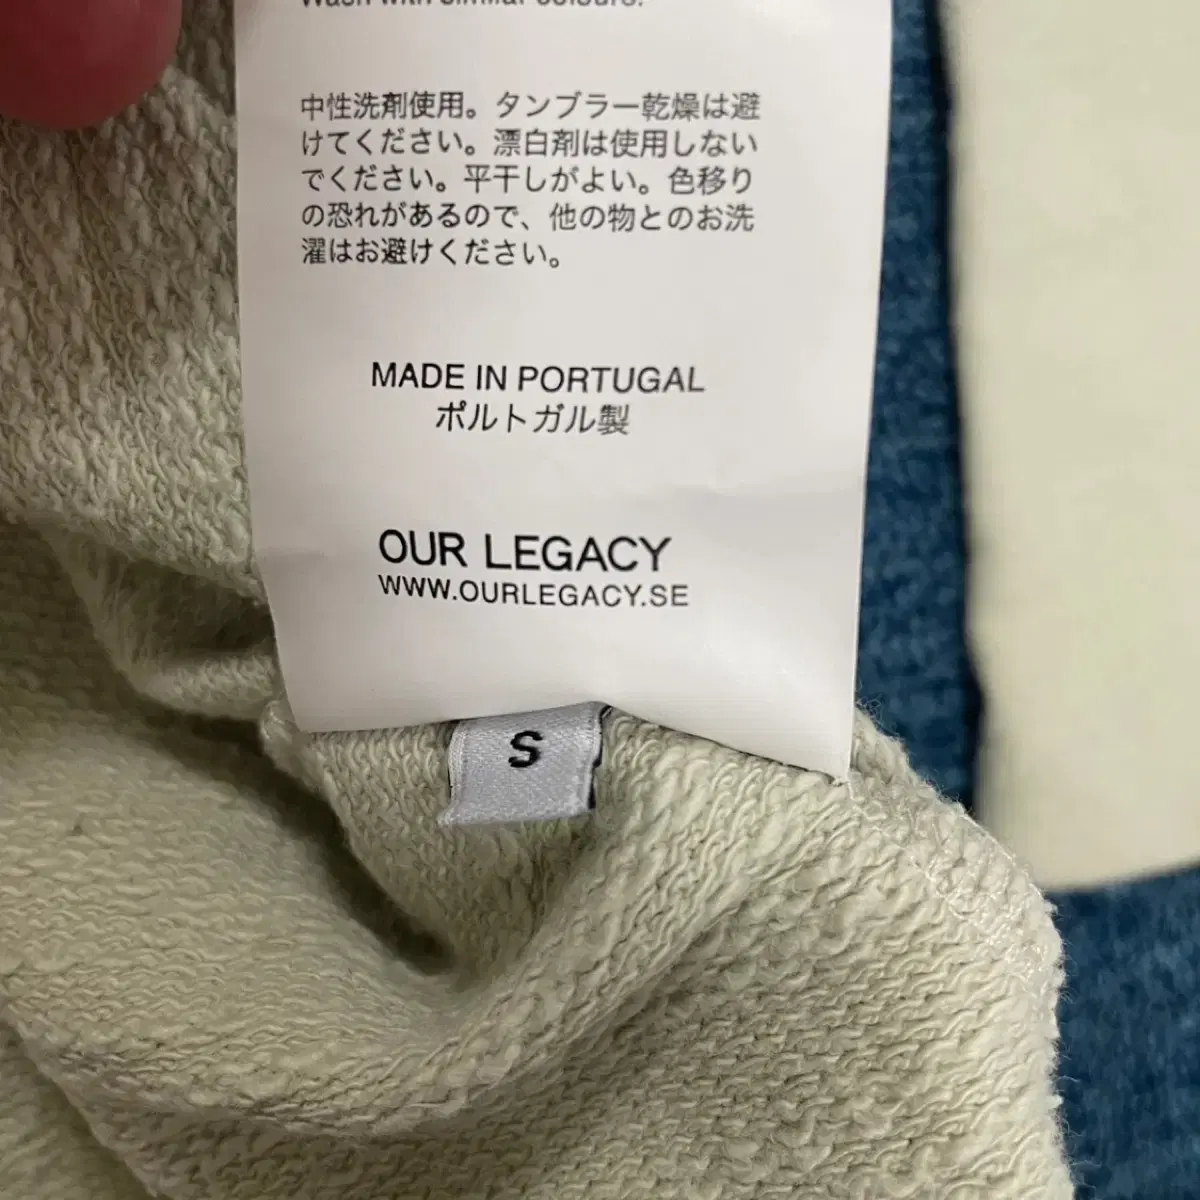 Wash with similar colours.
中性洗剤使用。タンブラー乾燥は避
けてください。漂白剤は使用しない
でください。平干しがよい。色移り
の恐れがあるので、他の物とのお洗
濯はお避けください。
MADE IN PORTUGAL
ポルトガル製
OUR LEGACY
WWW.OURLEGACY.SE
S